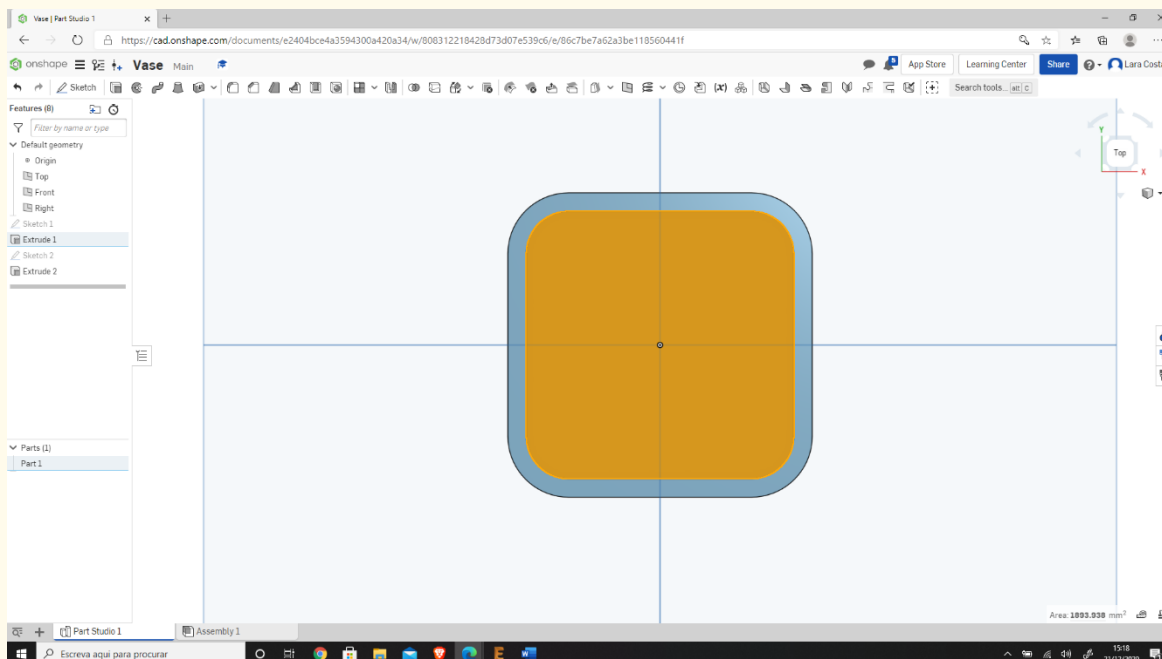 Vase | Part Studio 1
https://cad.onshape.com/documents/e2404bce4a3594300a420a34/w/808312218428d73d07e539c6/e/86c7be7a62a3be118560441f
onshape Vase Main App Store Learning Center Share Lara Costa
Sketch Search tools... alt C
Features (8)
Filter by name or type
Default geometry
Origin
Top
Front
Right
Sketch 1
Extrude 1
Sketch 2
Extrude 2
Y
Top
X
Parts (1)
Part 1
Area: 1893.938 mm²
Part Studio 1 Assembly 1
Escreva aqui para procurar
15:18